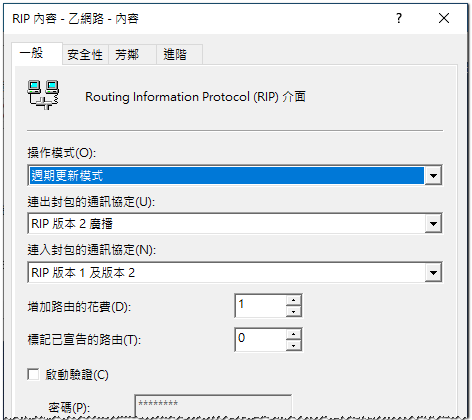 RIP 內容 - 乙網路 - 內容
一般 安全性 芳鄰 進階
Routing Information Protocol (RIP) 介面
操作模式(O):
週期更新模式
連出封包的通訊協定(U):
RIP 版本 2 廣播
連入封包的通訊協定(N):
RIP 版本 1 及版本 2
增加路由的花費(D): 1
標記已宣告的路由(T): 0
啟動驗證(C)
密碼(P): ********